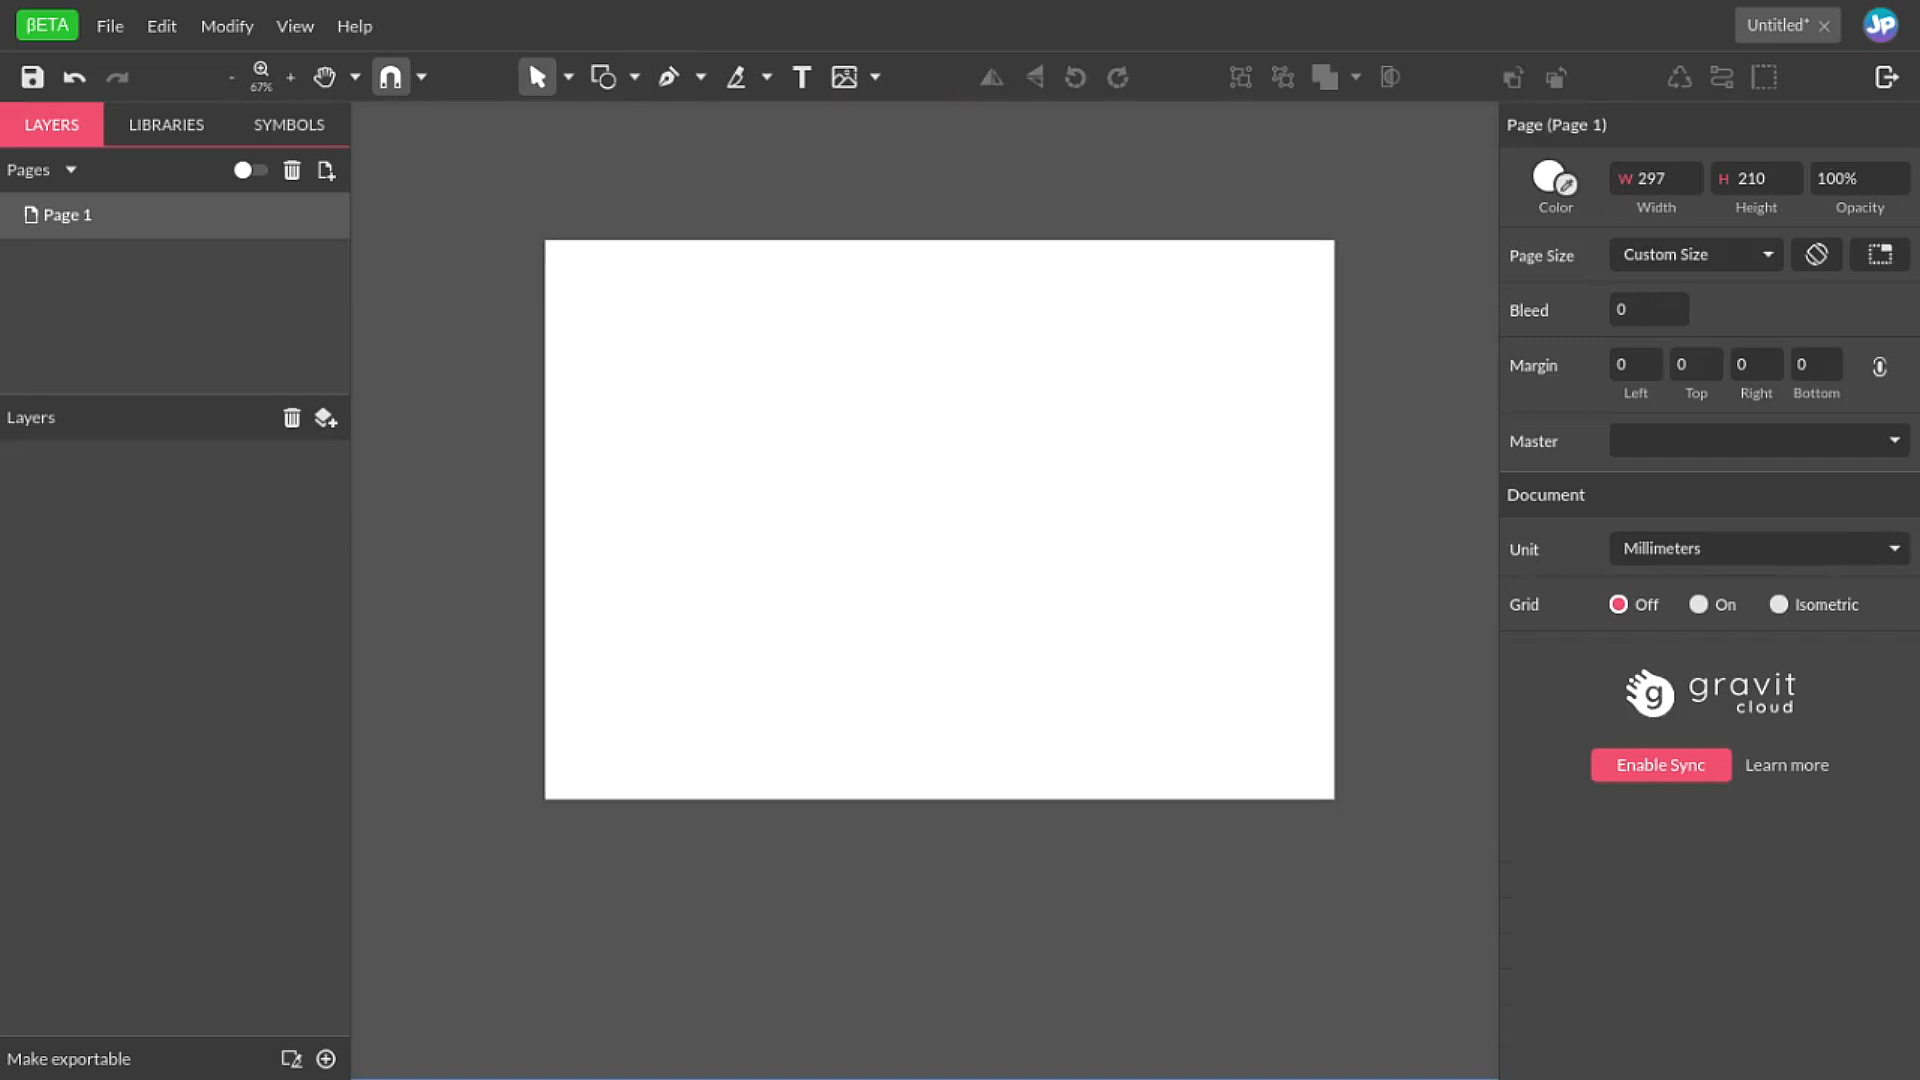 βETA File Edit Modify View Help Untitled* JP
- 67% + T
LAYERS LIBRARIES SYMBOLS
Pages
Page 1
Layers
Make exportable
Page (Page 1)
W 297 H 210 100%
Color Width Height Opacity
Page Size Custom Size
Bleed 0
Margin 0 0 0 0
Left Top Right Bottom
Master
Document
Unit Millimeters
Grid Off On Isometric
g gravit
cloud
Enable Sync Learn more